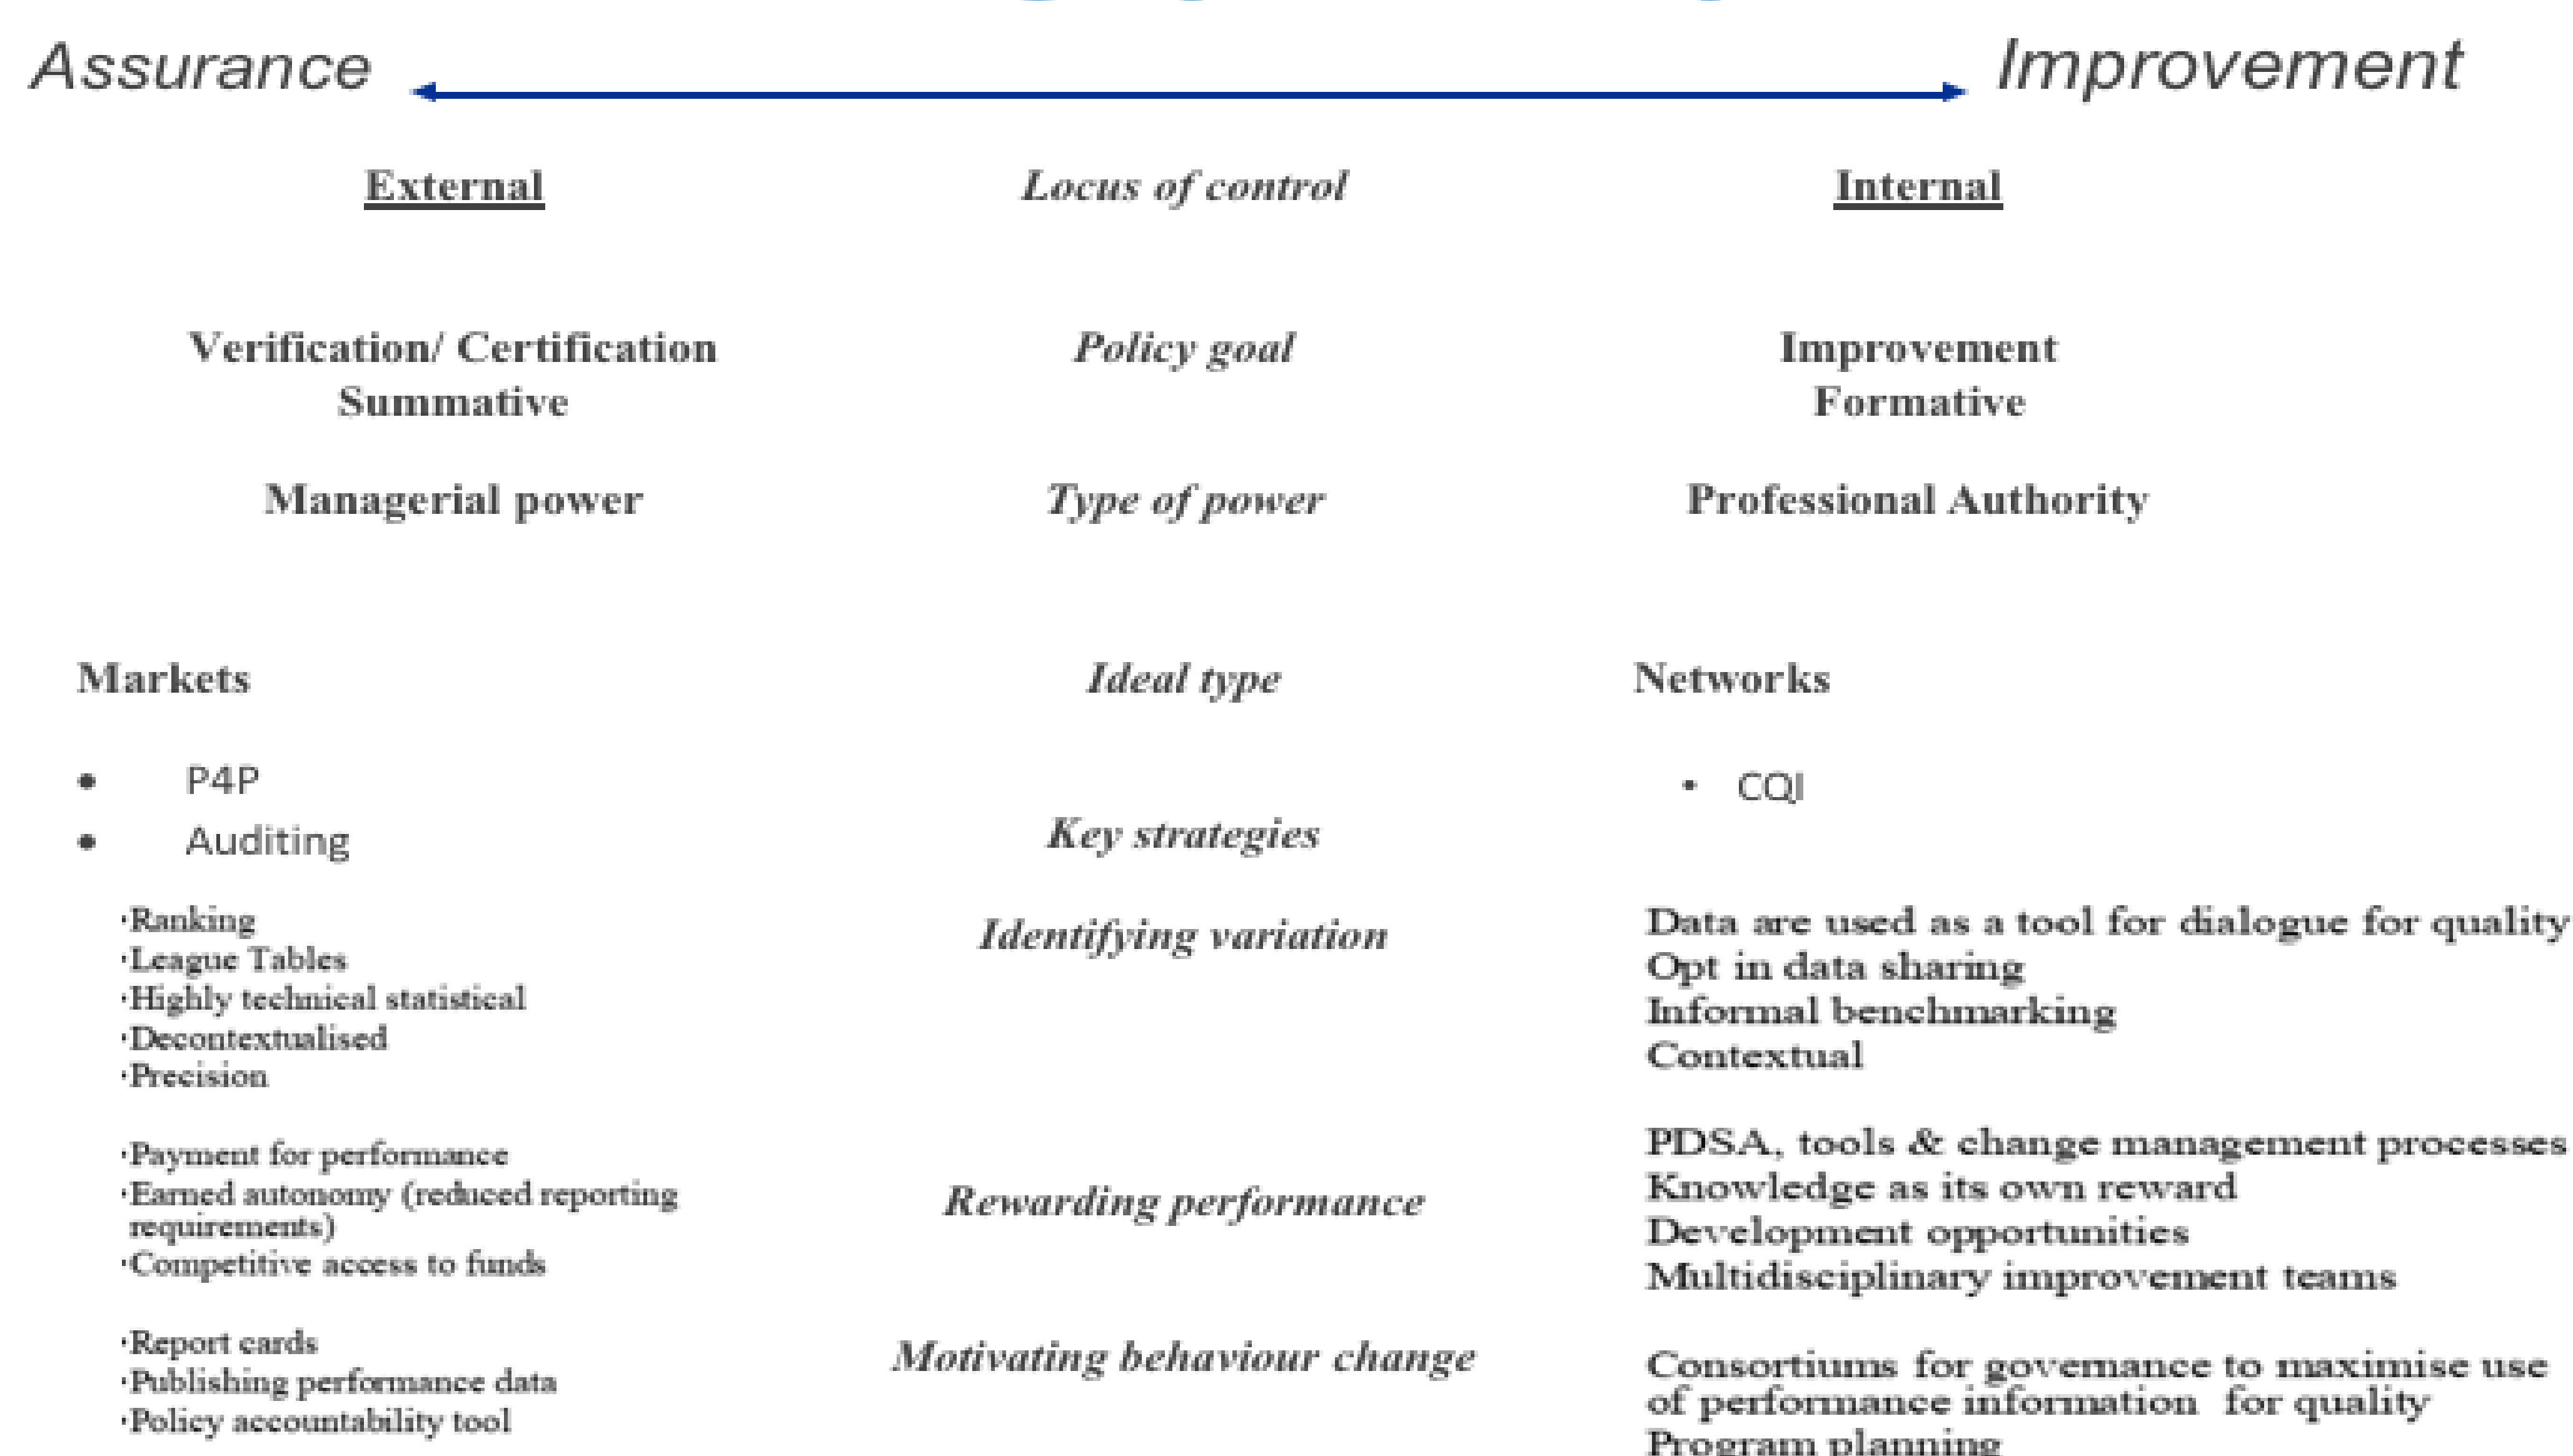 Assurance Improvement
External Locus of control Internal
Verification/ Certification Policy goal Improvement
Summative Formative
Managerial power Type of power Professional Authority
Markets Ideal type Networks
• P4P • CQI
• Auditing Key strategies
·Ranking Identifying variation Data are used as a tool for dialogue for quality
·League Tables Opt in data sharing
·Highly technical statistical Informal benchmarking
·Decontextualised Contextual
·Precision
·Payment for performance PDSA, tools & change management processes
·Earned autonomy (reduced reporting Rewarding performance Knowledge as its own reward
requirements) Development opportunities
·Competitive access to funds Multidisciplinary improvement teams
·Report cards Motivating behaviour change Consortiums for governance to maximise use
·Publishing performance data of performance information for quality
·Policy accountability tool Program planning